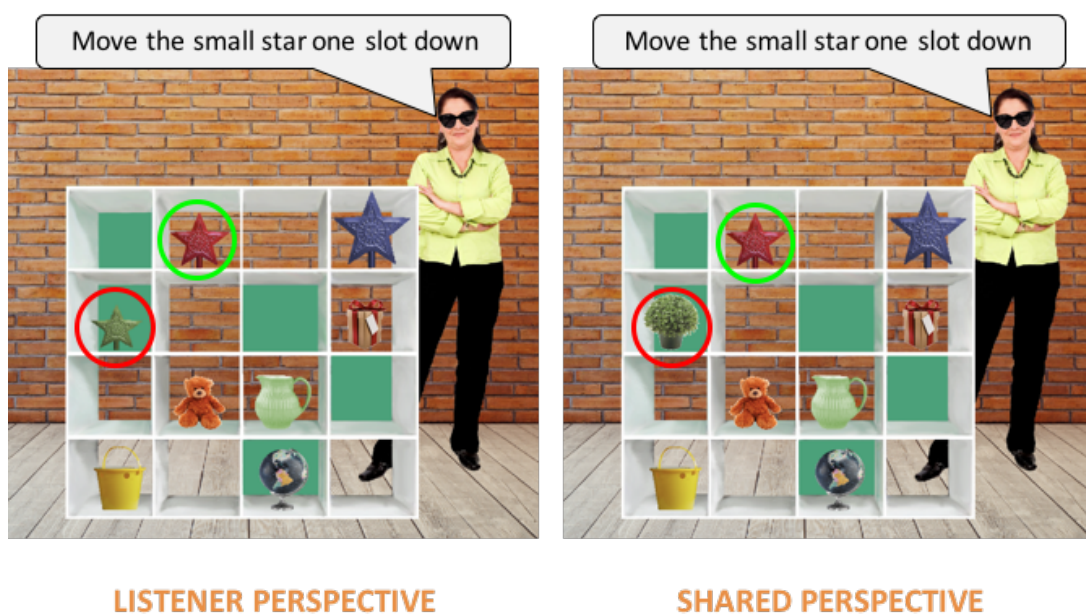 Move the small star one slot down
Move the small star one slot down
LISTENER PERSPECTIVE
SHARED PERSPECTIVE